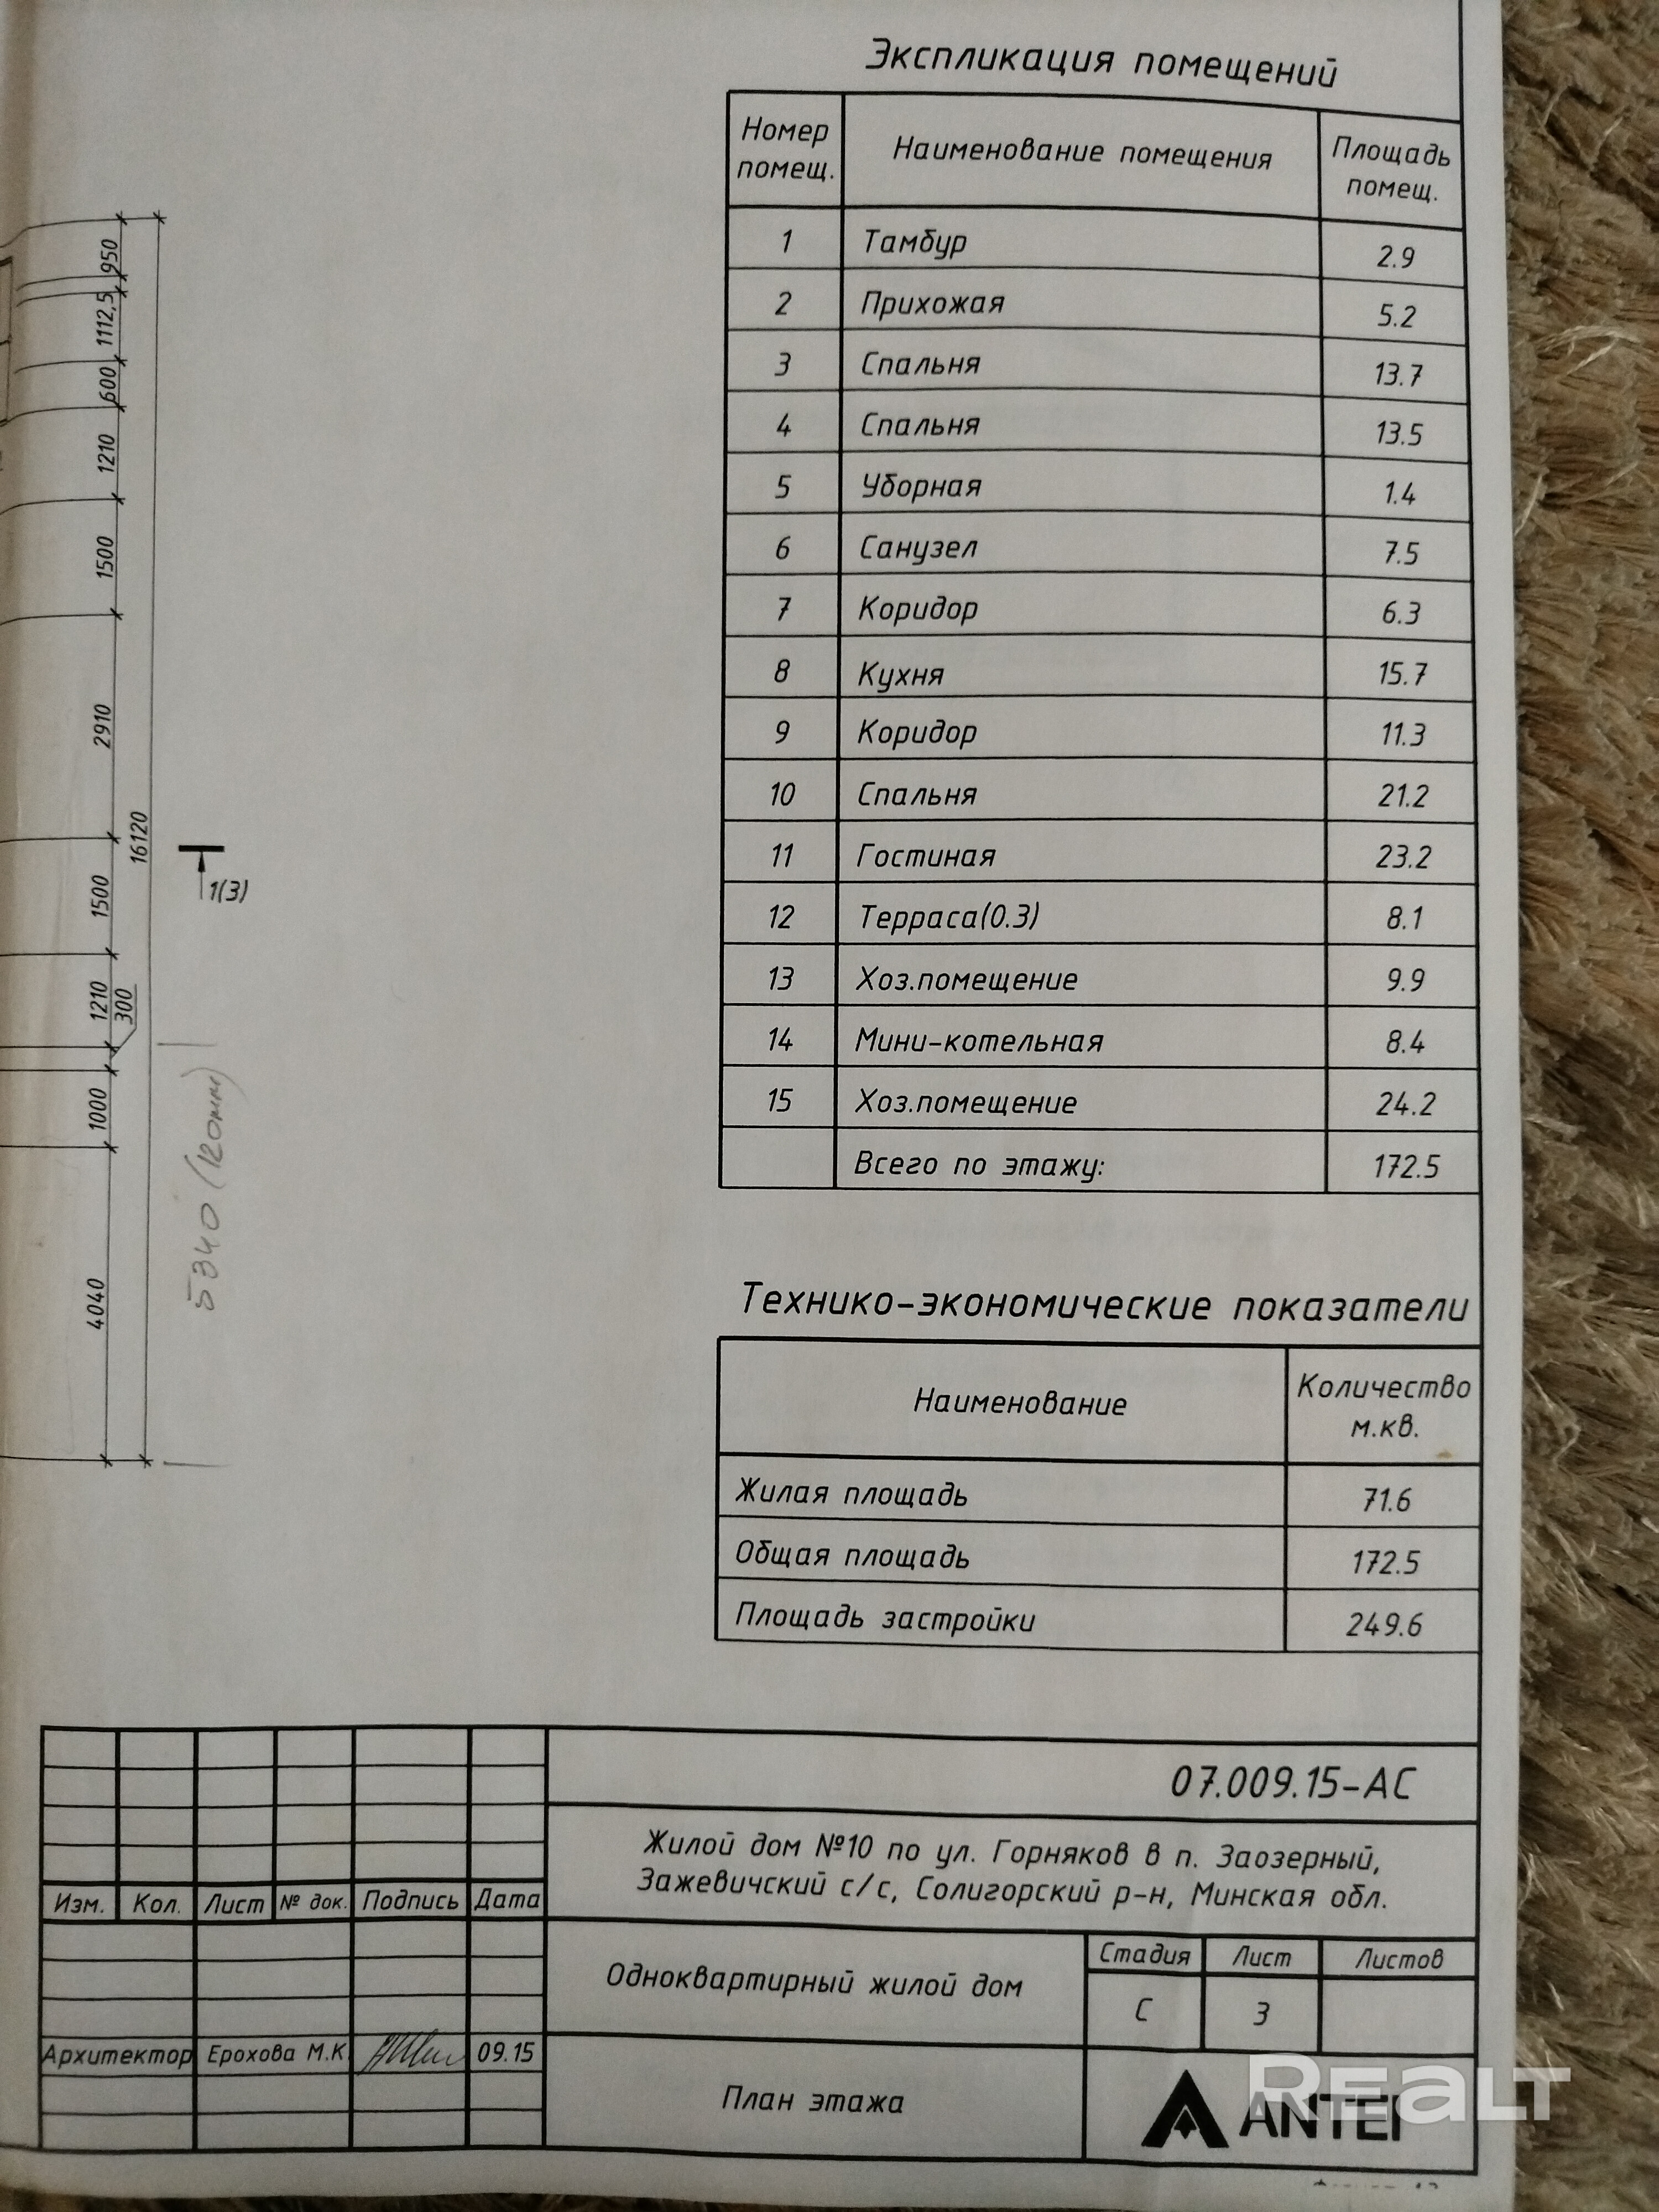 Экспликация помещений
Номер помещ. Наименование помещения Площадь помещ.
1 Тамбур 2.9
2 Прихожая 5.2
3 Спальня 13.7
4 Спальня 13.5
5 Уборная 1.4
6 Санузел 7.5
7 Коридор 6.3
8 Кухня 15.7
9 Коридор 11.3
10 Спальня 21.2
11 Гостиная 23.2
12 Терраса(0.3) 8.1
13 Хоз.помещение 9.9
14 Мини-котельная 8.4
15 Хоз.помещение 24.2
Всего по этажу: 172.5
950
1112,5
600
1210
1500
2910
16120
1500
1210
300
1000
4040
1(3)
5340 (120mm)
Технико-экономические показатели
Наименование Количество м.кв.
Жилая площадь 71.6
Общая площадь 172.5
Площадь застройки 249.6
07.009.15-АС
Жилой дом №10 по ул. Горняков в п. Заозерный,
Зажевичский с/с, Солигорский р-н, Минская обл.
Изм. Кол. Лист № док. Подпись Дата
Одноквартирный жилой дом
Стадия Лист Листов
С 3
Архитектор Ерохова М.К. 09.15
План этажа
ANTEI
REALT